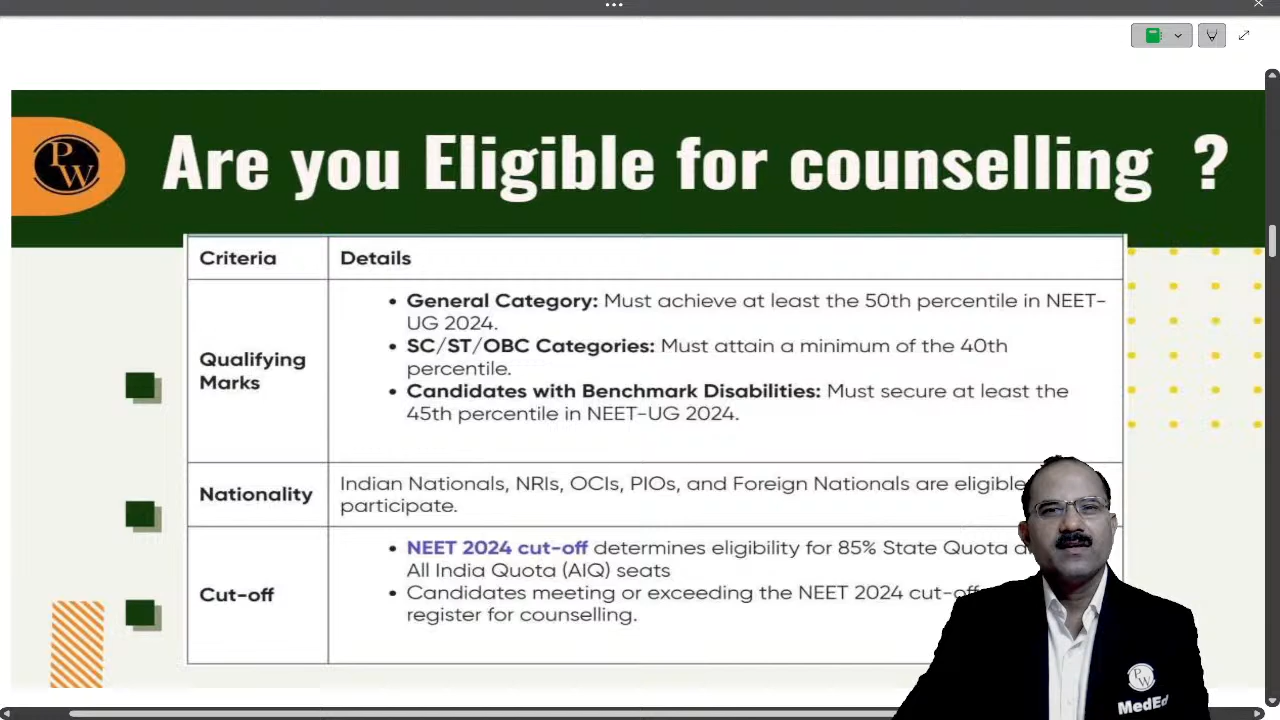 Are you Eligible for counselling ?
PW
Criteria
Details
Qualifying
Marks
• General Category: Must achieve at least the 50th percentile in NEET-
UG 2024.
• SC/ST/OBC Categories: Must attain a minimum of the 40th
percentile.
• Candidates with Benchmark Disabilities: Must secure at least the
45th percentile in NEET-UG 2024.
Nationality
Indian Nationals, NRIs, OCIs, PIOs, and Foreign Nationals are eligible
participate.
Cut-off
• NEET 2024 cut-off determines eligibility for 85% State Quota
All India Quota (AIQ) seats
• Candidates meeting or exceeding the NEET 2024 cut-off
register for counselling.
PW
MedEd